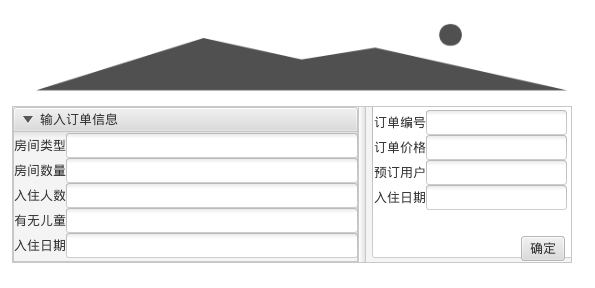 输入订单信息
房间类型
房间数量
入住人数
有无儿童
入住日期
订单编号
订单价格
预订用户
入住日期
确定